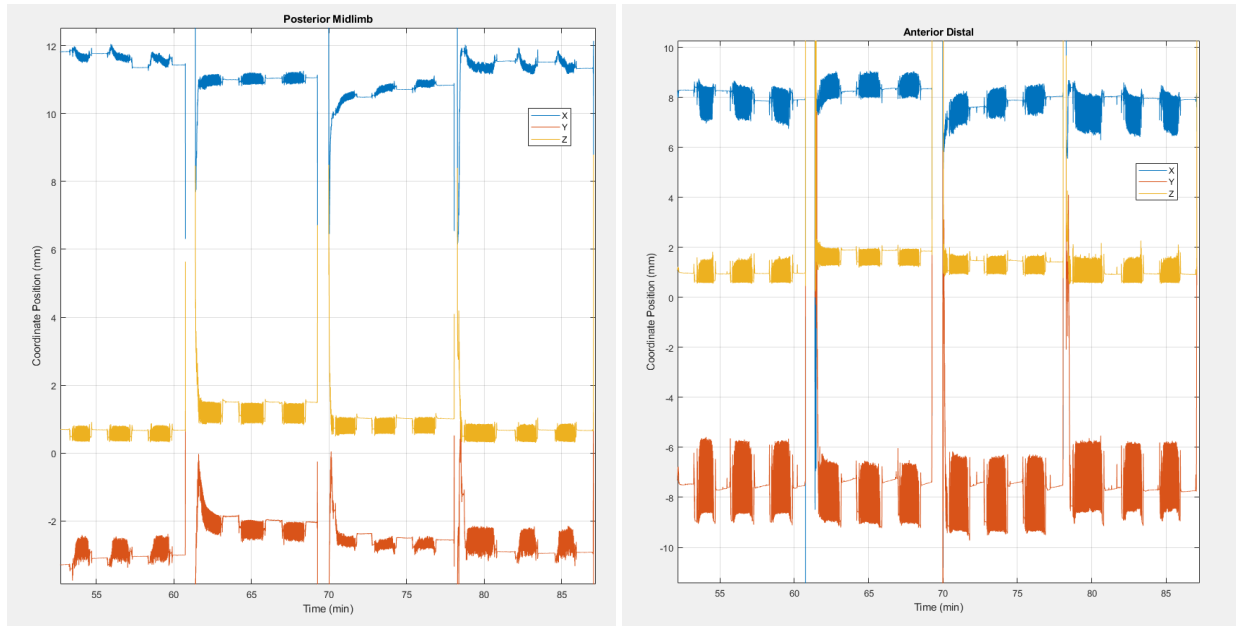 Posterior Midlimb
12
10
8
6
4
2
0
-2
Coordinate Position (mm)
X
Y
Z
55
60
65
70
75
80
85
Time (min)
Anterior Distal
10
8
6
4
2
0
-2
-4
-6
-8
-10
Coordinate Position (mm)
X
Y
Z
55
60
65
70
75
80
85
Time (min)